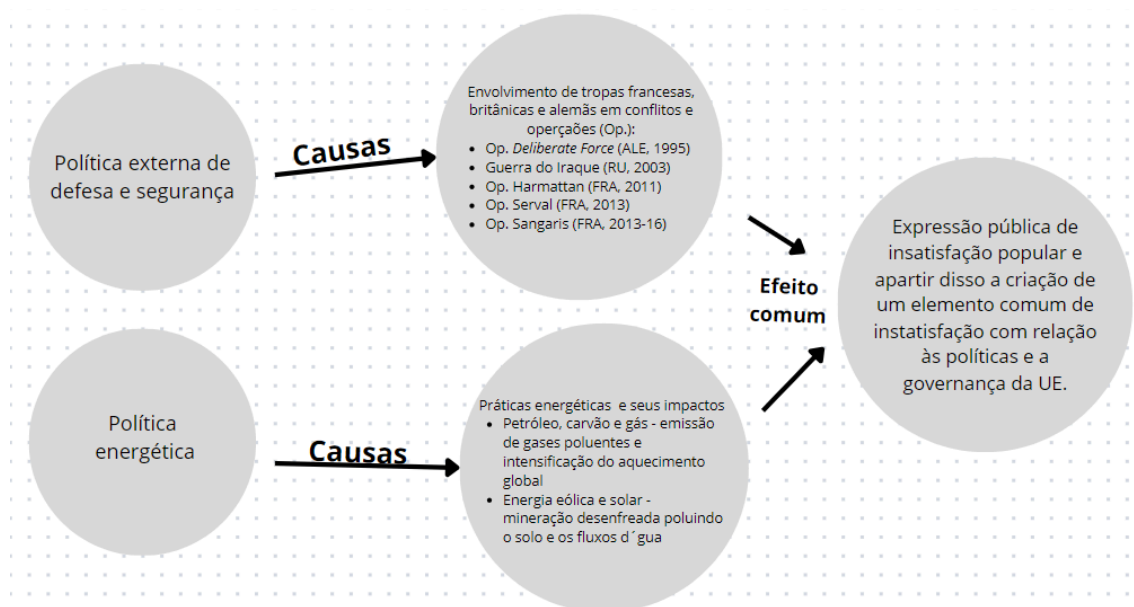 Política externa de
defesa e segurança
Causas
Envolvimento de tropas francesas,
britânicas e alemãs em conflitos e
operções (Op.):
• Op. Deliberate Force (ALE, 1995)
• Guerra do Iraque (RU, 2003)
• Op. Harmattan (FRA, 2011)
• Op. Serval (FRA, 2013)
• Op. Sangaris (FRA, 2013-16)
Política
energética
Causas
Práticas energéticas e seus impactos
• Petróleo, carvão e gás - emissão
de gases poluentes e
intensificação do aquecimento
global
• Energia eólica e solar -
mineração desenfreada poluindo
o solo e os fluxos d´gua
Efeito
comum
Expressão pública de
insatisfação popular e
apartir disso a criação de
um elemento comum de
instatisfação com relação
às políticas e a
governança da UE.